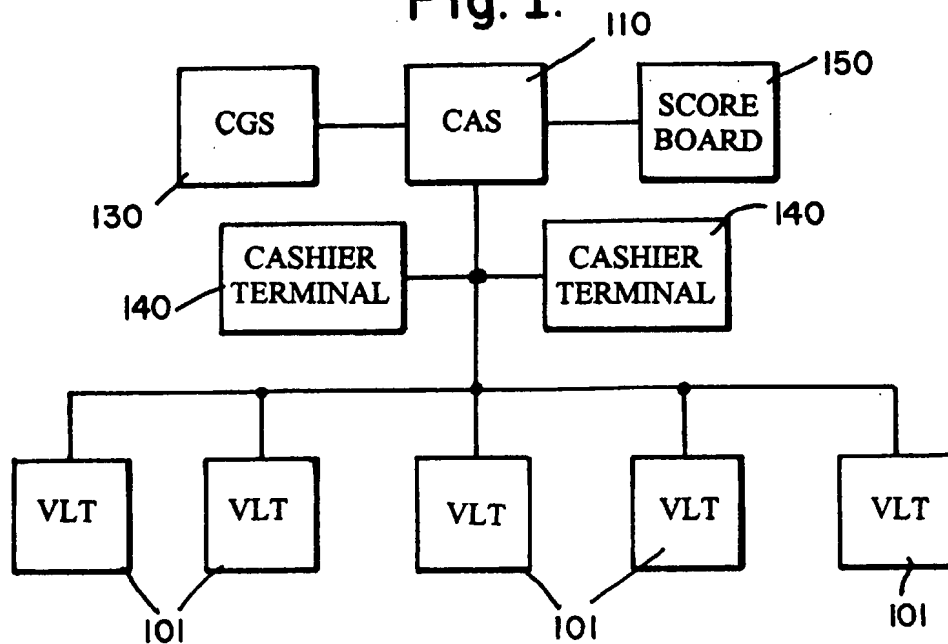 Fig. 1.
110
150
CGS
CAS
SCORE
BOARD
130
140
CASHIER
TERMINAL
CASHIER
TERMINAL
140
VLT
VLT
VLT
VLT
VLT
101
101
101